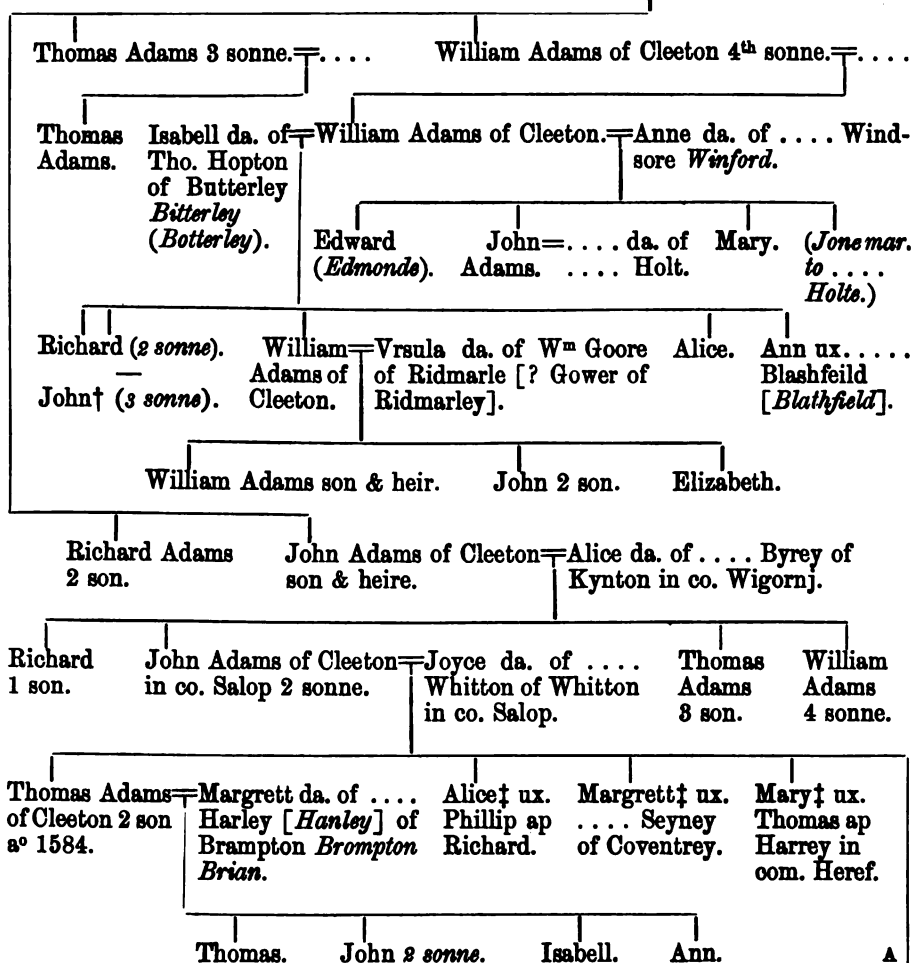 Thomas Adams 3 sonne.=....
William Adams of Cleeton 4th sonne.=....
Thomas
Adams.
Isabell da. of=William Adams of Cleeton.=Anne da. of .... Wind-
Tho. Hopton
of Butterley
Bitterley
(Botterley).
sore Winford.
Edward
(Edmonde).
John=.... da. of
Adams. .... Holt.
Mary.
(Jone mar.
to ....
Holte.)
Richard (2 sonne).
—
John† (3 sonne).
William=Vrsula da. of Wm Goore
Adams of
Cleeton.
of Ridmarle [? Gower of
Ridmarley].
Alice.
Ann ux.....
Blashfeild
[Blathfield].
William Adams son & heir.
John 2 son.
Elizabeth.
Richard Adams
2 son.
John Adams of Cleeton=Alice da. of .... Byrey of
son & heire.
Kynton in co. Wigornj.
Richard
1 son.
John Adams of Cleeton=Joyce da. of ....
in co. Salop 2 sonne.
Whitton of Whitton
in co. Salop.
Thomas
Adams
3 son.
William
Adams
4 sonne.
Thomas Adams=Margrett da. of ....
of Cleeton 2 son
ao 1584.
Harley [Hanley] of
Brampton Brompton
Brian.
Alice‡ ux.
Phillip ap
Richard.
Margrett‡ ux.
.... Seyney
of Coventrey.
Mary‡ ux.
Thomas ap
Harrey in
com. Heref.
Thomas.
John 2 sonne.
Isabell.
Ann.
A